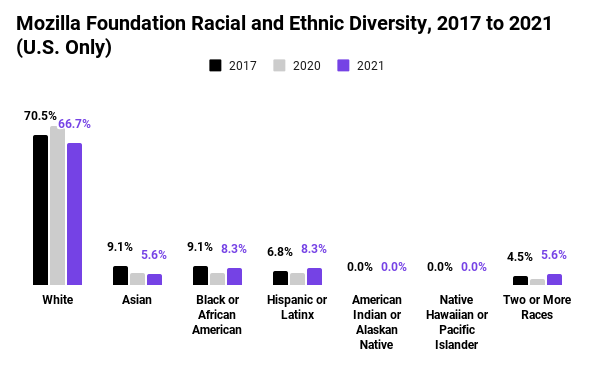 Mozilla Foundation Racial and Ethnic Diversity, 2017 to 2021
(U.S. Only)
2017 2020 2021
70.5% 66.7%
9.1% 5.6%
9.1% 8.3%
6.8% 8.3%
0.0% 0.0%
0.0% 0.0%
4.5% 5.6%
White
Asian
Black or
African
American
Hispanic or
Latinx
American
Indian or
Alaskan
Native
Native
Hawaiian or
Pacific
Islander
Two or More
Races